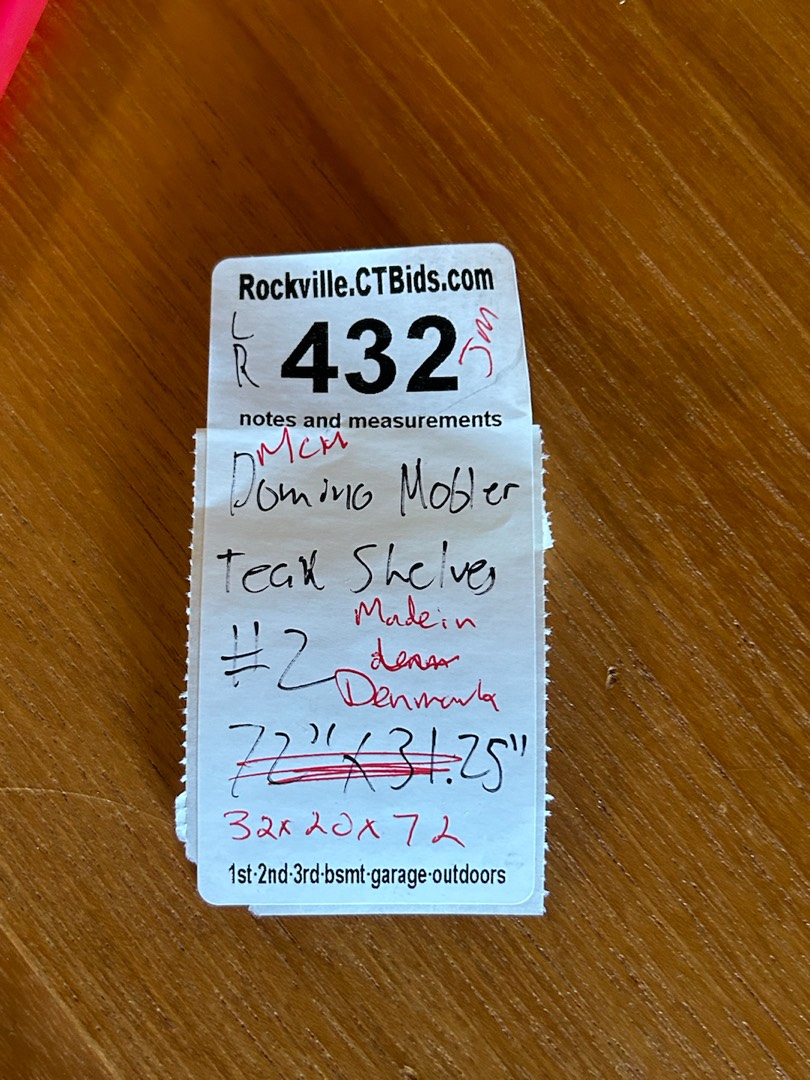 Rockville.CTBids.com
L
R
432
JM
notes and measurements
MCM
Domino Mobler
Teak Shelves
#2
Made in
Denmark
72" x 31.25"
32x20x72
1st·2nd·3rd·bsmt·garage·outdoors